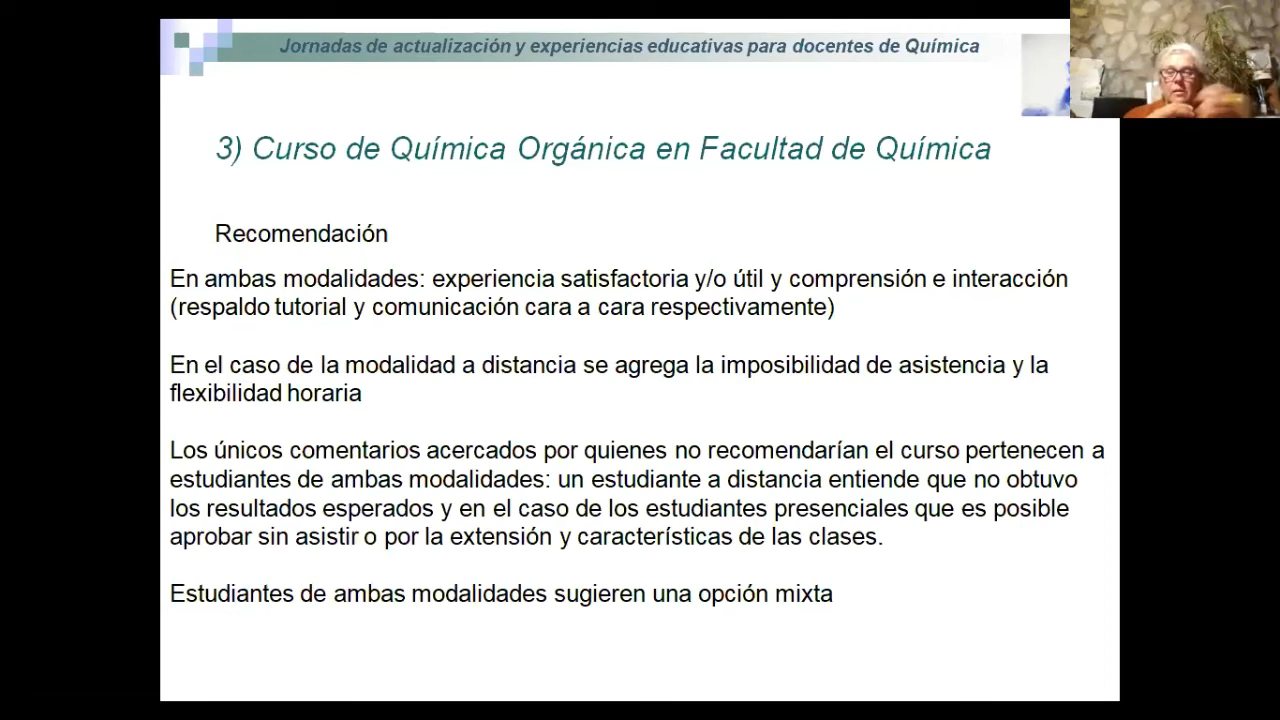 Jornadas de actualización y experiencias educativas para docentes de Química
3) Curso de Química Orgánica en Facultad de Química
Recomendación
En ambas modalidades: experiencia satisfactoria y/o útil y comprensión e interacción
(respaldo tutorial y comunicación cara a cara respectivamente)
En el caso de la modalidad a distancia se agrega la imposibilidad de asistencia y la
flexibilidad horaria
Los únicos comentarios acercados por quienes no recomendarían el curso pertenecen a
estudiantes de ambas modalidades: un estudiante a distancia entiende que no obtuvo
los resultados esperados y en el caso de los estudiantes presenciales que es posible
aprobar sin asistir o por la extensión y características de las clases.
Estudiantes de ambas modalidades sugieren una opción mixta